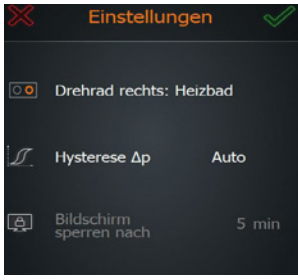 Einstellungen
Drehrad rechts: Heizbad
Hysterese Δp Auto
Bildschirm
sperren nach 5 min